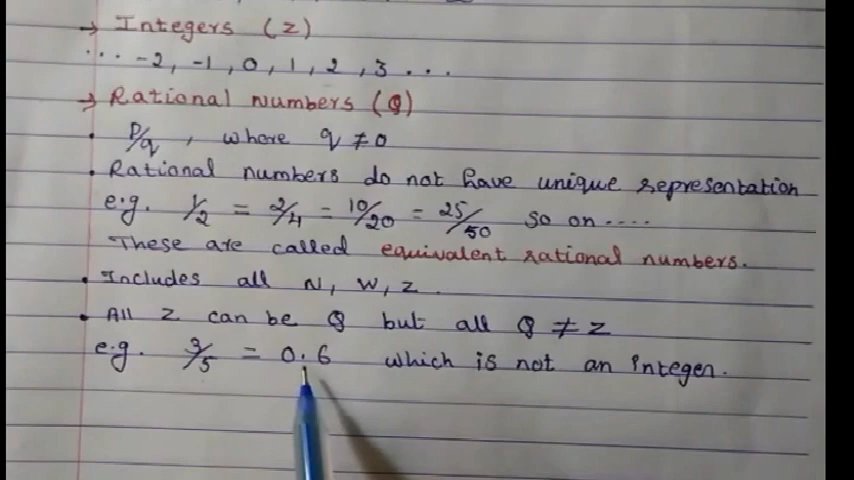 → Integers (Z)
... -2, -1, 0, 1, 2, 3 ...
→ Rational Numbers (Q)
• p/q, where q ≠ 0
• Rational numbers do not have unique representation
e.g. 1/2 = 2/4 = 10/20 = 25/50 so on ....
These are called equivalent rational numbers.
• Includes all N, W, Z.
• All Z can be Q but all Q ≠ Z
e.g. 3/5 = 0.6 which is not an integer.